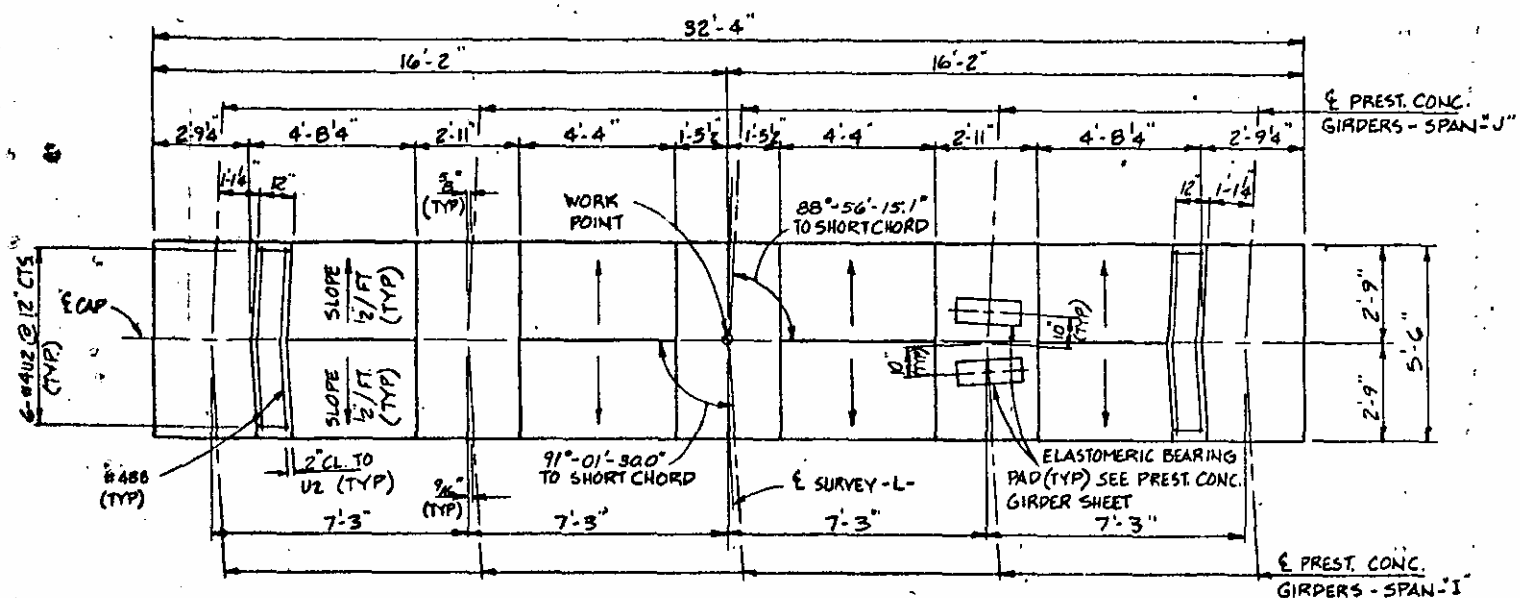 32'-4"
16'-2"
16'-2"
℄ PREST. CONC.
GIRDERS - SPAN-"J"
2'-9¼"
4'-8¼"
2'-11"
4'-4"
1'-5½"
1'-5½"
4'-4"
2'-11"
4'-8¼"
2'-9¼"
1'-1¼"
12"
⅝"
(TYP)
WORK
POINT
88°-56'-15.1"
TO SHORT CHORD
12"
1'-1¼"
6-#4U2 @ 12" CTS
(TYP.)
℄ CAP
SLOPE
½"/FT
(TYP)
SLOPE
½"/FT.
(TYP)
10"
(TYP)
10"
(TYP)
2'-9"
2'-9"
5'-6"
(TYP)
2" CL. TO
U2 (TYP)
9/16"
(TYP)
91°-01'-30.0"
TO SHORT CHORD
℄ SURVEY -L-
ELASTOMERIC BEARING
PAD (TYP) SEE PREST. CONC.
GIRDER SHEET
7'-3"
7'-3"
7'-3"
7'-3"
℄ PREST. CONC.
GIRDERS - SPAN-"I"